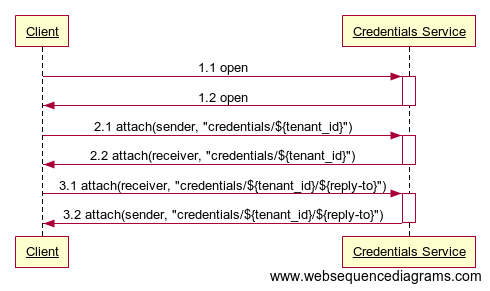 Client
Credentials Service
1.1 open
1.2 open
2.1 attach(sender, "credentials/${tenant_id}")
2.2 attach(receiver, "credentials/${tenant_id}")
3.1 attach(receiver, "credentials/${tenant_id}/${reply-to}")
3.2 attach(sender, "credentials/${tenant_id}/${reply-to}")
Client
Credentials Service
www.websequencediagrams.com